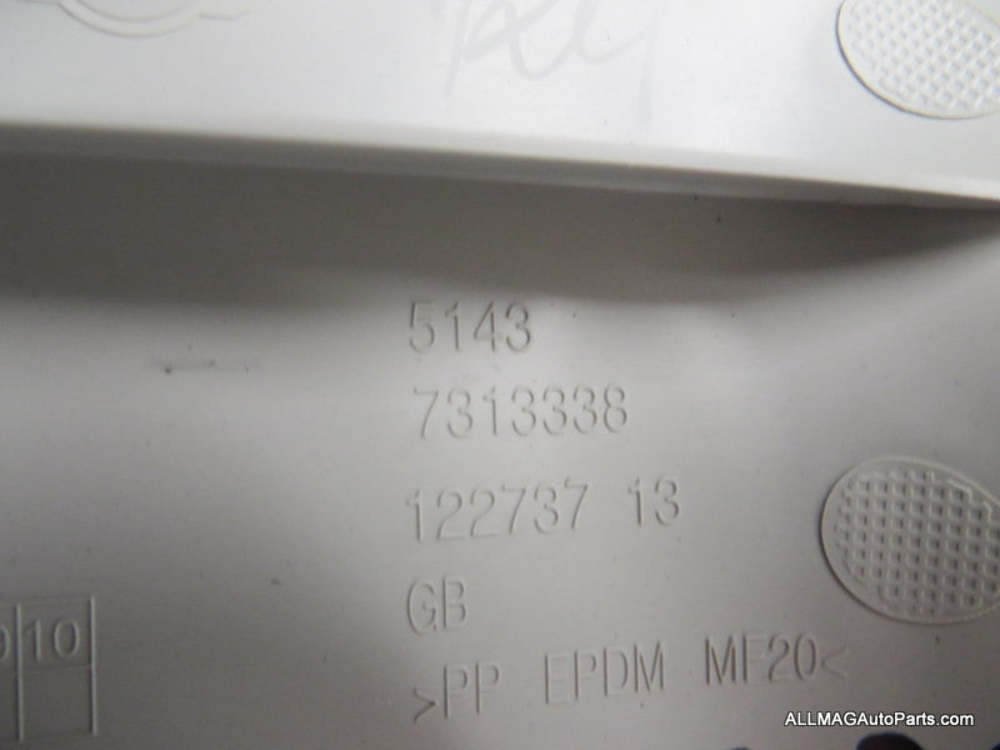 5143
7313338
122737 13
GB
10
>PP EPDM MF20<
ALLMAGAutoParts.com